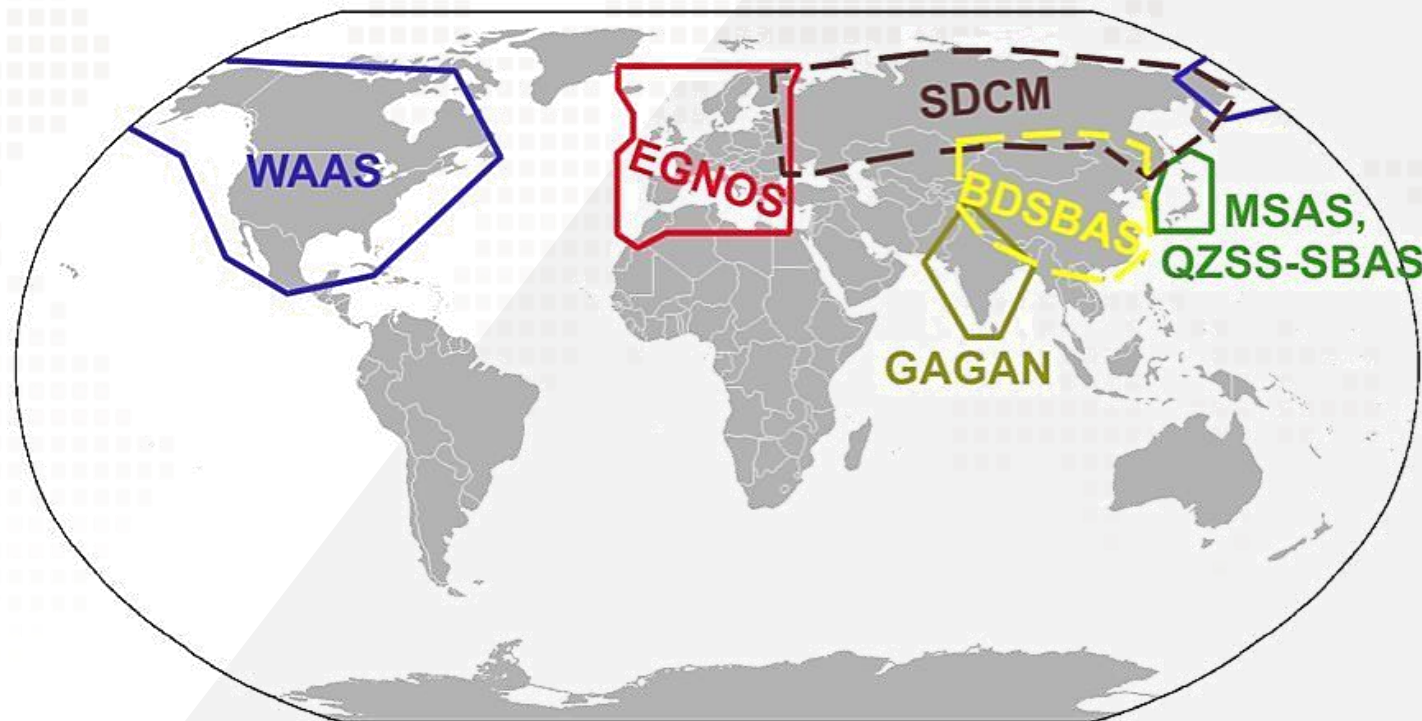 SDCM
WAAS
EGNOS
BDSBAS
MSAS,
QZSS-SBAS
GAGAN